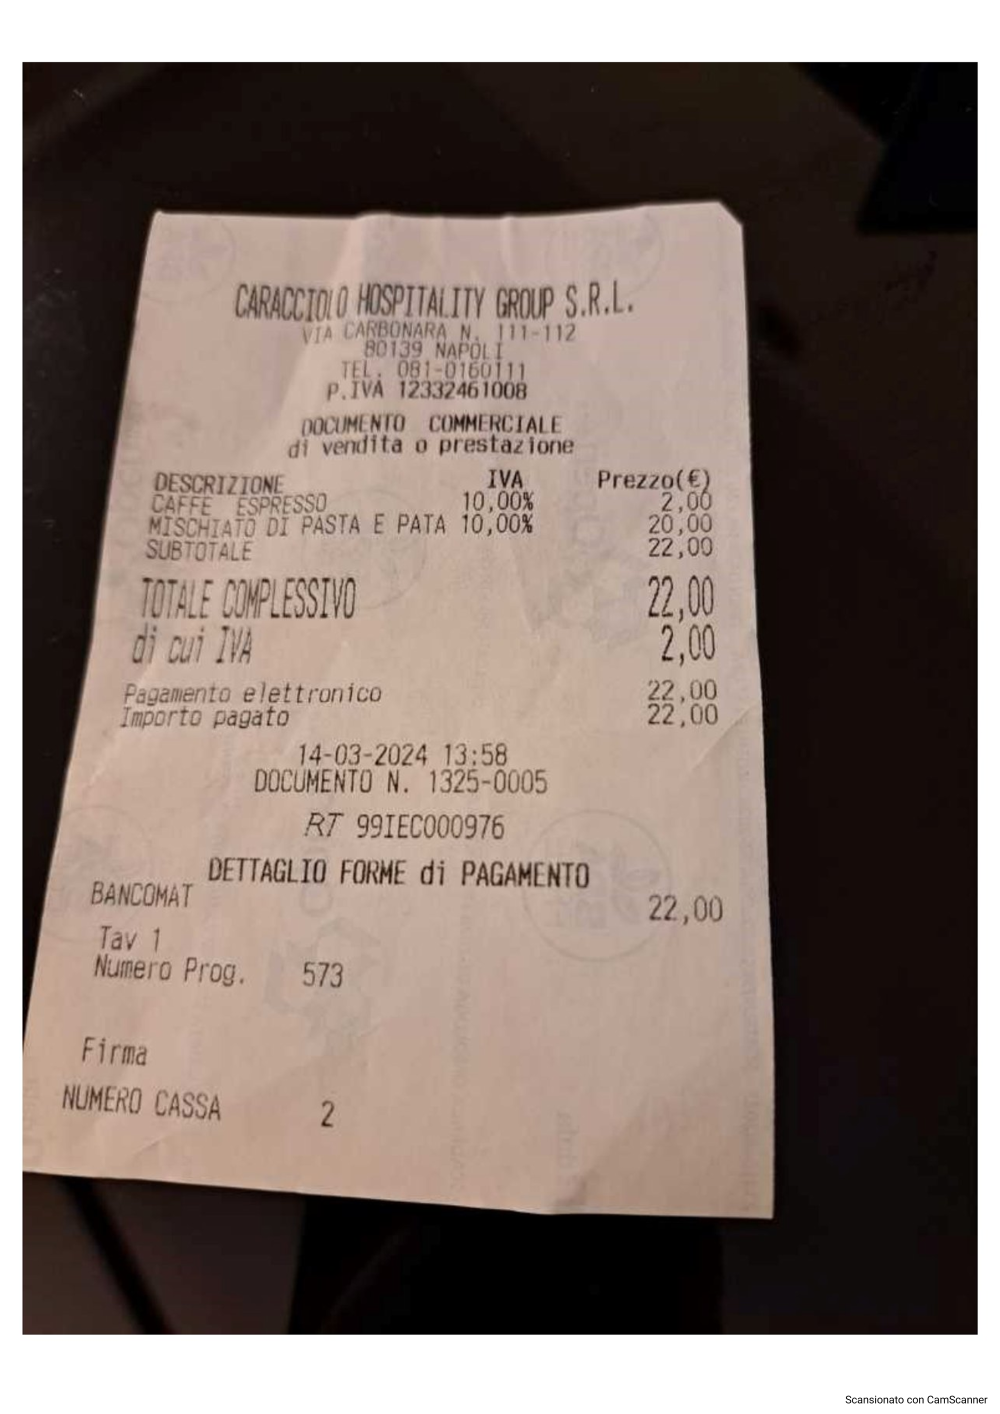 CARACCIOLO HOSPITALITY GROUP S.R.L.
VIA CARBONARA N. 111-112
80139 NAPOLI
TEL. 081-0160111
P.IVA 12332461008
DOCUMENTO COMMERCIALE
di vendita o prestazione
DESCRIZIONE IVA Prezzo(€)
CAFFE ESPRESSO 10,00% 2,00
MISCHIATO DI PASTA E PATA 10,00% 20,00
SUBTOTALE 22,00
TOTALE COMPLESSIVO 22,00
di cui IVA 2,00
Pagamento elettronico 22,00
Importo pagato 22,00
14-03-2024 13:58
DOCUMENTO N. 1325-0005
RT 99IEC000976
DETTAGLIO FORME di PAGAMENTO
BANCOMAT 22,00
Tav 1
Numero Prog. 573
Firma
NUMERO CASSA 2
Scansionato con CamScanner